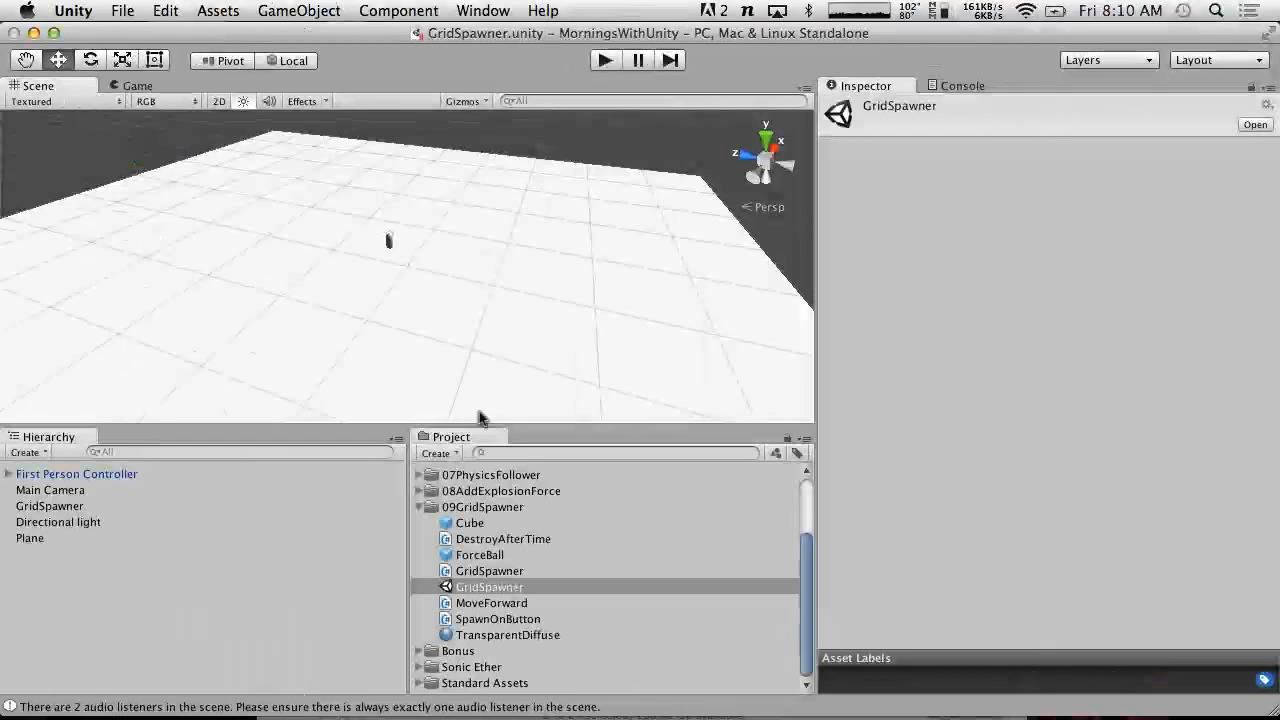 Unity File Edit Assets GameObject Component Window Help 2 n 102° 80° 161KB/s 6KB/s Fri 8:10 AM
GridSpawner.unity – MorningsWithUnity – PC, Mac & Linux Standalone
Pivot Local Layers Layout
Scene Game Inspector Console
Textured RGB 2D Effects Gizmos All
GridSpawner
Open
y
x
z
Persp
Hierarchy Project
Create All Create
First Person Controller
Main Camera
GridSpawner
Directional light
Plane
07PhysicsFollower
08AddExplosionForce
09GridSpawner
Cube
DestroyAfterTime
ForceBall
GridSpawner
GridSpawner
MoveForward
SpawnOnButton
TransparentDiffuse
Bonus
Sonic Ether
Standard Assets
Asset Labels
There are 2 audio listeners in the scene. Please ensure there is always exactly one audio listener in the scene.